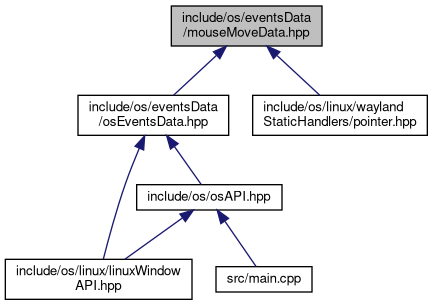 include/os/eventsData
/mouseMoveData.hpp
include/os/eventsData
/osEventsData.hpp
include/os/linux/wayland
StaticHandlers/pointer.hpp
include/os/osAPI.hpp
include/os/linux/linuxWindow
API.hpp
src/main.cpp